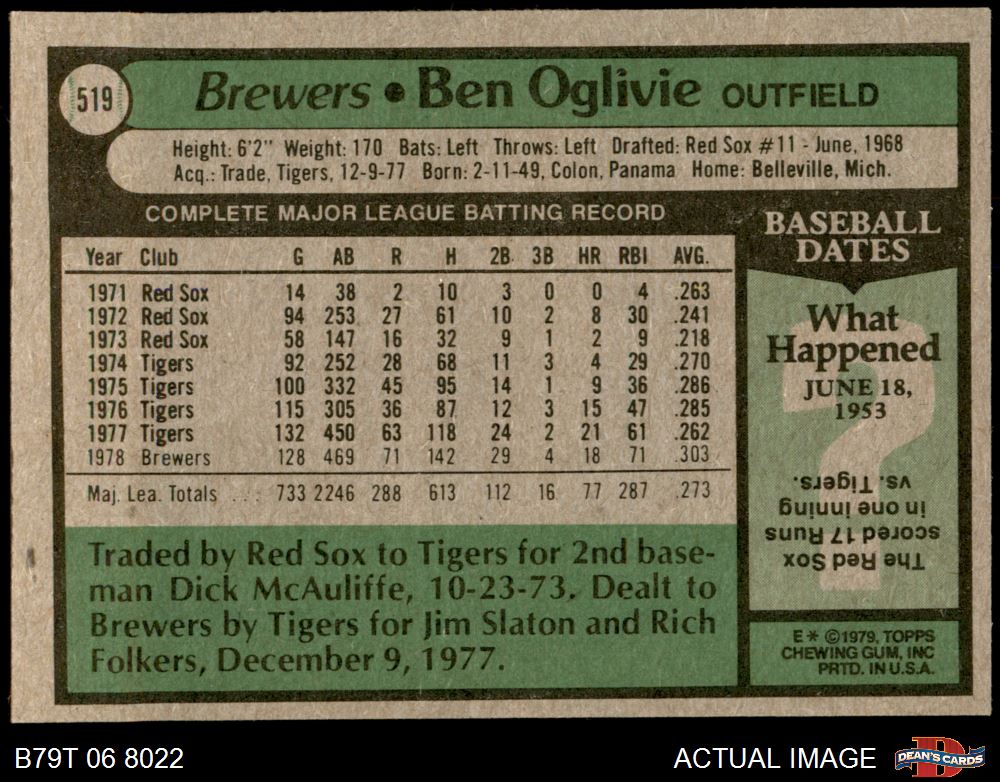 519
Brewers • Ben Oglivie OUTFIELD
Height: 6'2" Weight: 170 Bats: Left Throws: Left Drafted: Red Sox #11 - June, 1968
Acq.: Trade, Tigers, 12-9-77 Born: 2-11-49, Colon, Panama Home: Belleville, Mich.
COMPLETE MAJOR LEAGUE BATTING RECORD
Year Club G AB R H 2B 3B HR RBI AVG.
1971 Red Sox 14 38 2 10 3 0 0 4 .263
1972 Red Sox 94 253 27 61 10 2 8 30 .241
1973 Red Sox 58 147 16 32 9 1 2 9 .218
1974 Tigers 92 252 28 68 11 3 4 29 .270
1975 Tigers 100 332 45 95 14 1 9 36 .286
1976 Tigers 115 305 36 87 12 3 15 47 .285
1977 Tigers 132 450 63 118 24 2 21 61 .262
1978 Brewers 128 469 71 142 29 4 18 71 .303
Maj. Lea. Totals ... 733 2246 288 613 112 16 77 287 .273
Traded by Red Sox to Tigers for 2nd base-
man Dick McAuliffe, 10-23-73. Dealt to
Brewers by Tigers for Jim Slaton and Rich
Folkers, December 9, 1977.
BASEBALL
DATES
What
Happened
JUNE 18,
1953
?
The Red Sox
scored 17 Runs
in one inning
vs. Tigers.
E* ©1979, TOPPS
CHEWING GUM, INC
PRTD. IN U.S.A.
B79T 06 8022
ACTUAL IMAGE
D
DEAN'S CARDS